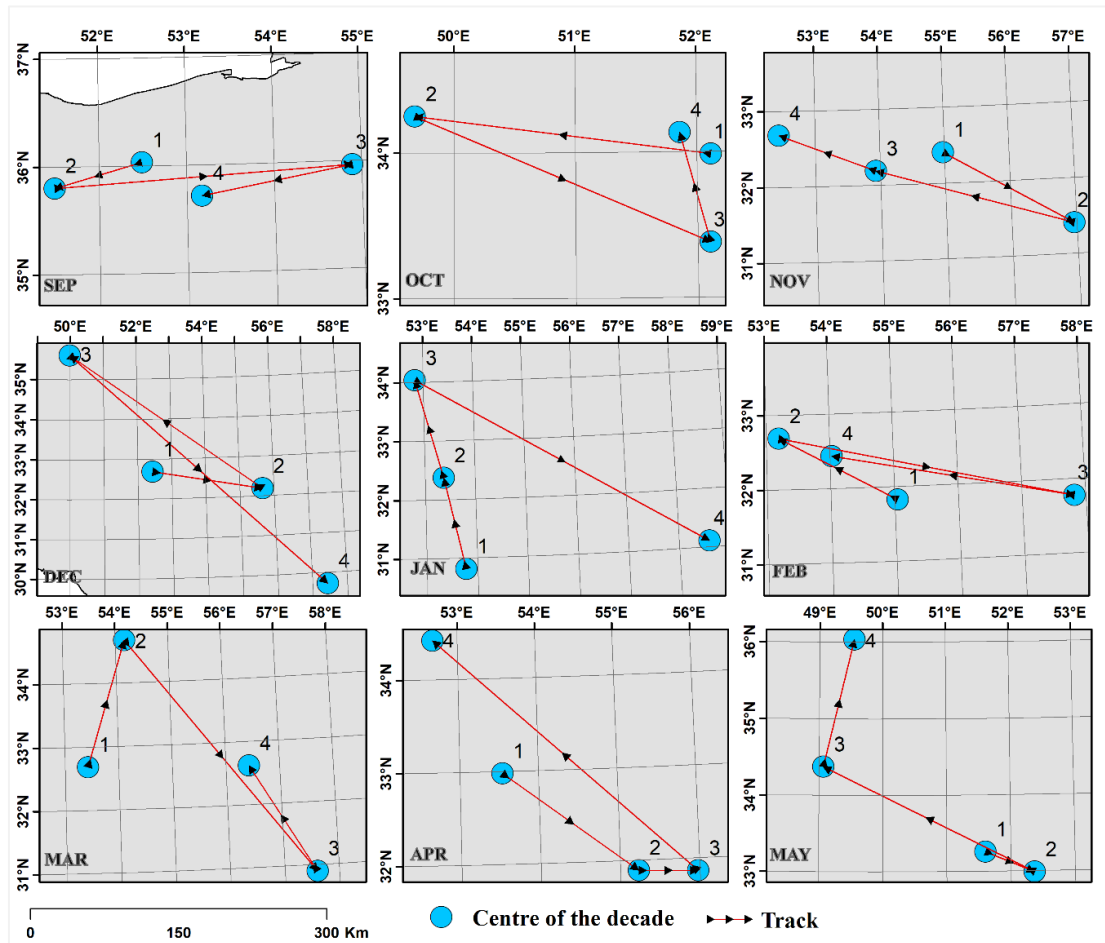 52°E 53°E 54°E 55°E
37°N
36°N
35°N
1
2
3
4
SEP
50°E 51°E 52°E
34°N
33°N
2
4
1
3
OCT
52°E 53°E 54°E 55°E 56°E 57°E
33°N
32°N
31°N
4
3
1
2
NOV
50°E 52°E 54°E 56°E 58°E
35°N
34°N
33°N
32°N
31°N
30°N
3
1
2
4
DEC
53°E 54°E 55°E 56°E 57°E 58°E 59°E
34°N
33°N
32°N
31°N
3
2
4
1
JAN
53°E 54°E 55°E 56°E 57°E 58°E
33°N
32°N
31°N
2
4
1
3
FEB
53°E 54°E 55°E 56°E 57°E 58°E
34°N
33°N
32°N
31°N
2
1
4
3
MAR
53°E 54°E 55°E 56°E
34°N
33°N
32°N
4
1
2
3
APR
49°E 50°E 51°E 52°E 53°E
36°N
35°N
34°N
33°N
4
3
1
2
MAY
0 150 300 Km
Centre of the decade
Track